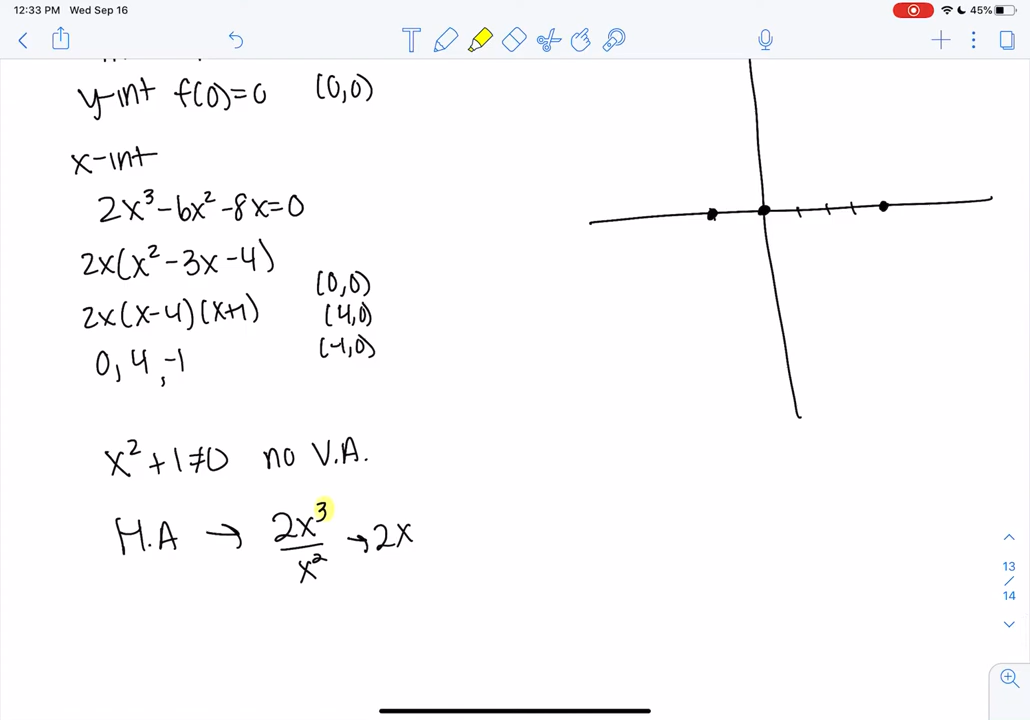 12:33 PM Wed Sep 16
45%
T
y-int f(0)=0 (0,0)
x-int
2x³-6x²-8x=0
2x(x²-3x-4)
(0,0)
2x(x-4)(x+1)
(4,0)
(-1,0)
0, 4, -1
x²+1≠0 no V.A.
H.A → 2x³/x² → 2x
13
/
14